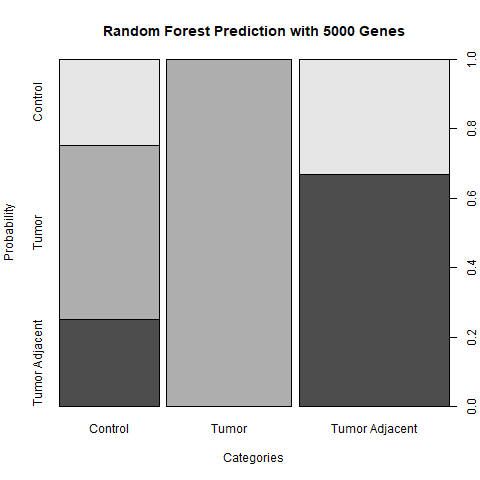 Random Forest Prediction with 5000 Genes
Probability
Control
Tumor
Tumor Adjacent
1.0
0.8
0.6
0.4
0.2
0.0
Control Tumor Tumor Adjacent
Categories